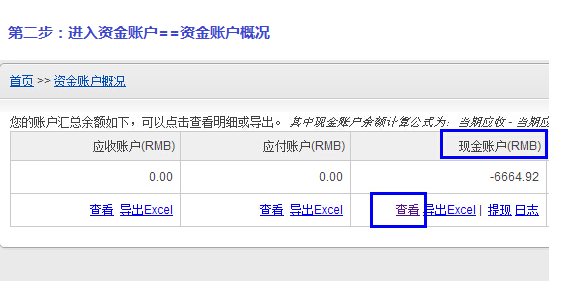 第二步：进入资金账户==资金账户概况
首页 >> 资金账户概况
您的账户汇总余额如下，可以点击查看明细或导出。 其中现金账户余额计算公式为：当期应收 - 当期应
应收账户(RMB) 应付账户(RMB) 现金账户(RMB)
0.00 0.00 -6664.92
查看 导出Excel 查看 导出Excel 查看 导出Excel | 提现 日志